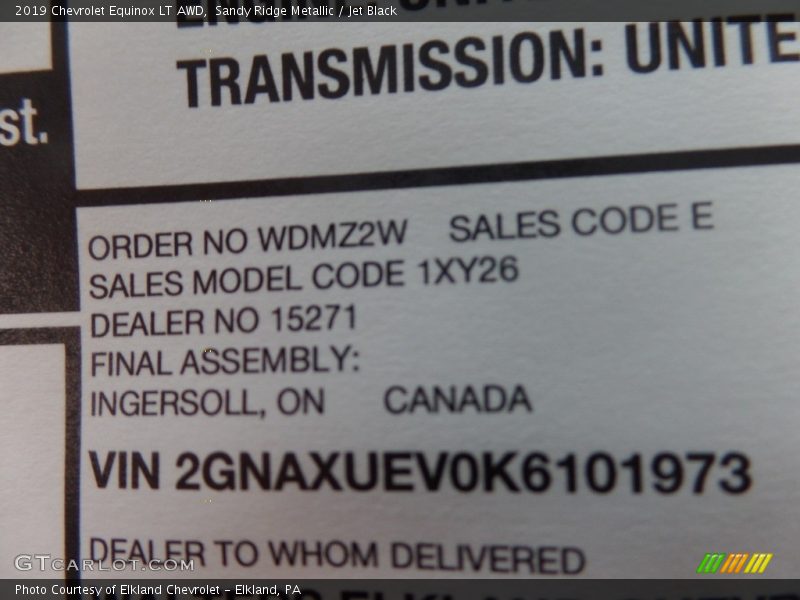 2019 Chevrolet Equinox LT AWD, Sandy Ridge Metallic / Jet Black
TRANSMISSION: UNITE
st.
ORDER NO WDMZ2W SALES CODE E
SALES MODEL CODE 1XY26
DEALER NO 15271
FINAL ASSEMBLY:
INGERSOLL, ON CANADA
VIN 2GNAXUEV0K6101973
DEALER TO WHOM DELIVERED
GTCARLOT.COM
Photo Courtesy of Elkland Chevrolet - Elkland, PA